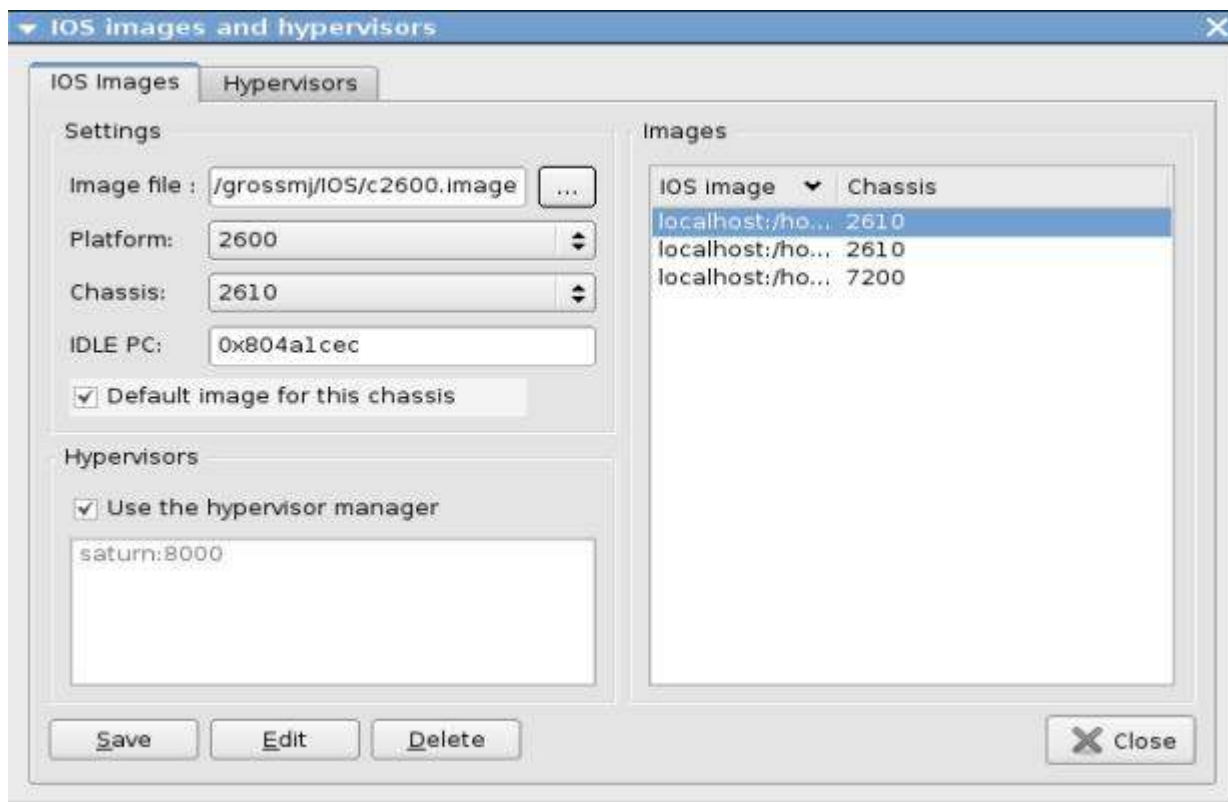 IOS images and hypervisors
IOS Images
Hypervisors
Settings
Image file : /grossmj/IOS/c2600.image ...
Platform: 2600
Chassis: 2610
IDLE PC: 0x804a1cec
Default image for this chassis
Hypervisors
Use the hypervisor manager
saturn:8000
Images
IOS image Chassis
localhost:/ho... 2610
localhost:/ho... 2610
localhost:/ho... 7200
Save Edit Delete Close